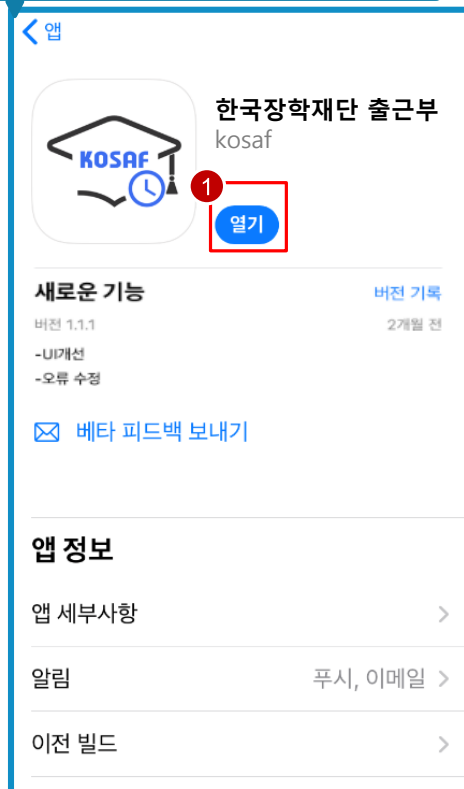 앱
한국장학재단 출근부
KOSAF
kosaf
1
열기
새로운 기능
버전 기록
버전 1.1.1
2개월 전
-UI개선
-오류 수정
베타 피드백 보내기
앱 정보
앱 세부사항
알림
푸시, 이메일
이전 빌드